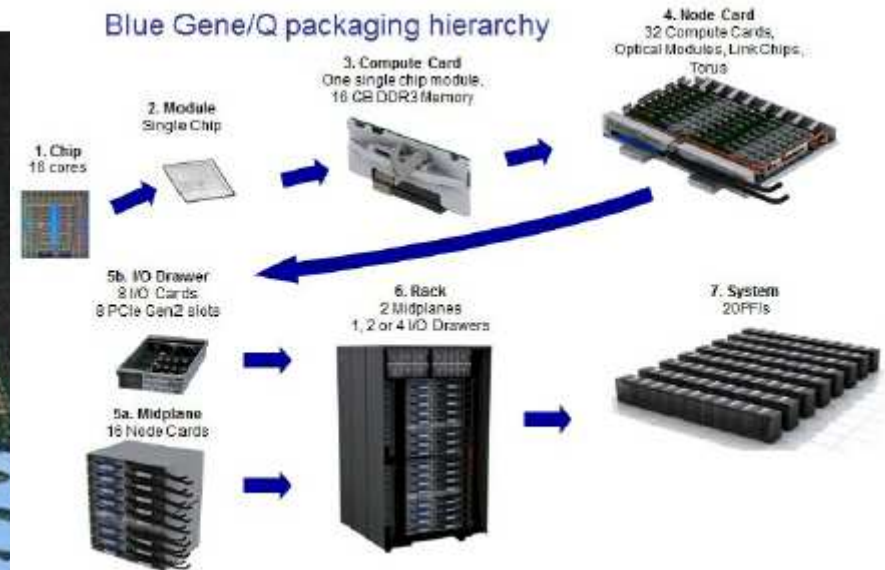 Blue Gene/Q packaging hierarchy
1. Chip
16 cores
2. Module
Single Chip
3. Compute Card
One single chip module,
16 GB DDR3 Memory
4. Node Card
32 Compute Cards,
Optical Modules, Link Chips,
Torus
5b. I/O Drawer
8 I/O Cards
8 PCIe Gen2 slots
5a. Midplane
16 Node Cards
6. Rack
2 Midplanes
1, 2 or 4 I/O Drawers
7. System
20PF/s